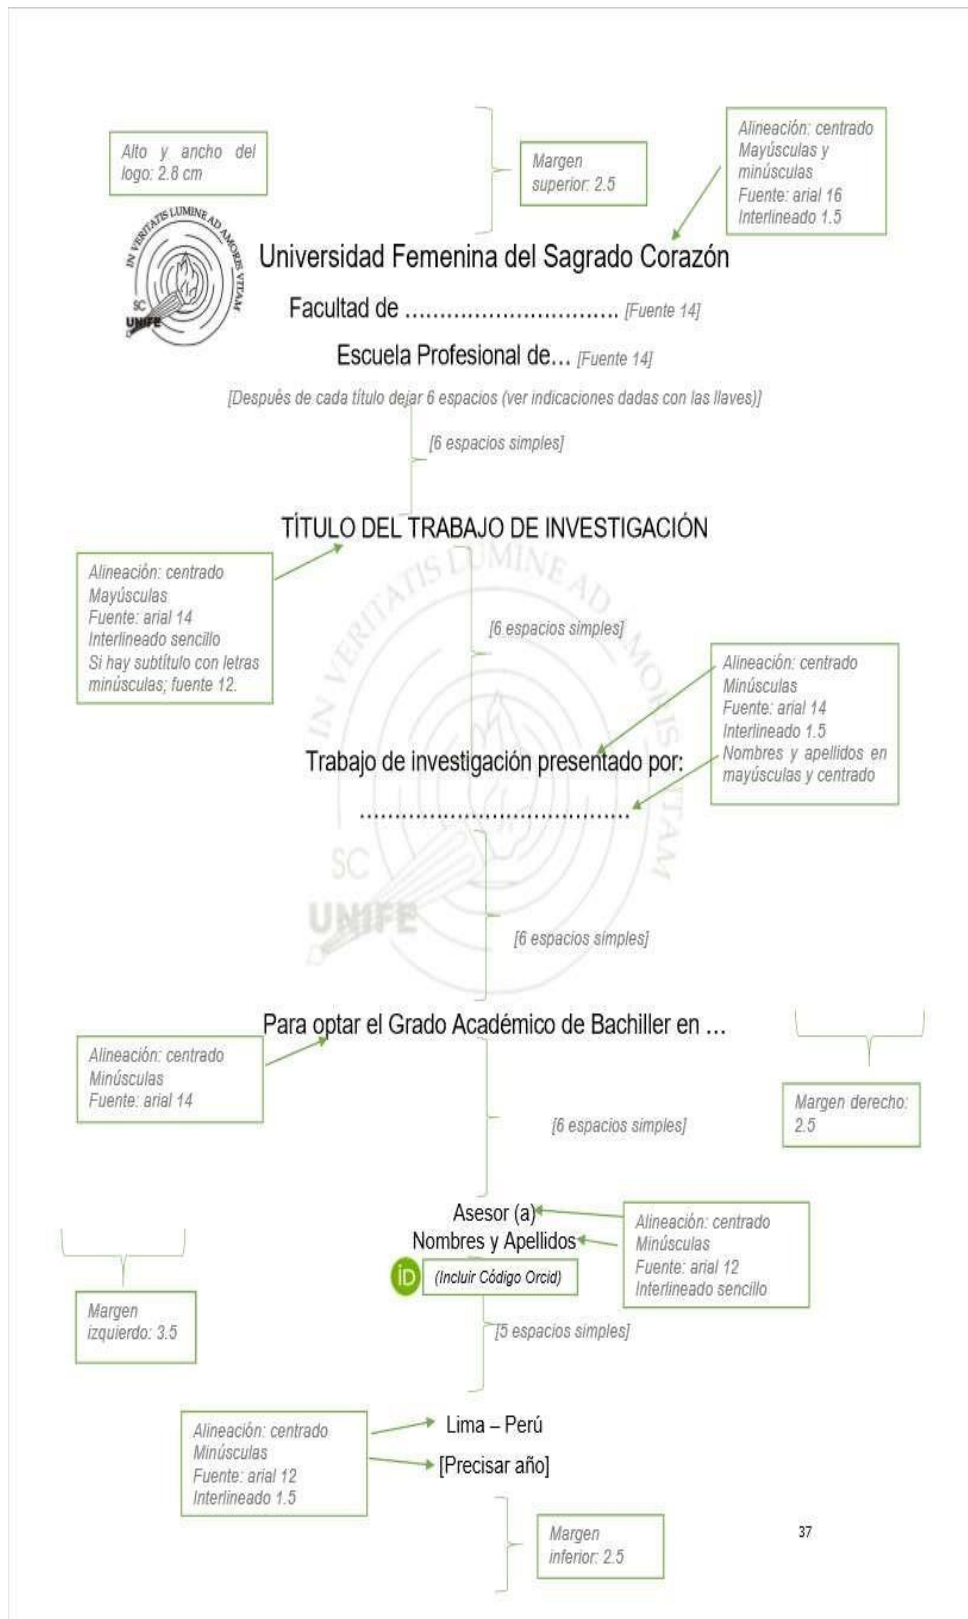 Alto y ancho del
logo: 2.8 cm
Margen
superior: 2.5
Alineación: centrado
Mayúsculas y
minúsculas
Fuente: arial 16
Interlineado 1.5
IN VERITATIS LUMINE AD AMORIS VITAM
SC
UNIFE
Universidad Femenina del Sagrado Corazón
Facultad de ................................ [Fuente 14]
Escuela Profesional de... [Fuente 14]
[Después de cada título dejar 6 espacios (ver indicaciones dadas con las llaves)]
[6 espacios simples]
TÍTULO DEL TRABAJO DE INVESTIGACIÓN
Alineación: centrado
Mayúsculas
Fuente: arial 14
Interlineado sencillo
Si hay subtítulo con letras
minúsculas; fuente 12.
IN VERITATIS LUMINE AD AMORIS VITAM
SC
UNIFE
[6 espacios simples]
Alineación: centrado
Minúsculas
Fuente: arial 14
Interlineado 1.5
Nombres y apellidos en
mayúsculas y centrado
Trabajo de investigación presentado por:
........................................
[6 espacios simples]
Para optar el Grado Académico de Bachiller en ...
Alineación: centrado
Minúsculas
Fuente: arial 14
Margen derecho:
2.5
[6 espacios simples]
Asesor (a)
Nombres y Apellidos
iD (Incluir Código Orcid)
Alineación: centrado
Minúsculas
Fuente: arial 12
Interlineado sencillo
Margen
izquierdo: 3.5
[5 espacios simples]
Alineación: centrado
Minúsculas
Fuente: arial 12
Interlineado 1.5
Lima – Perú
[Precisar año]
Margen
inferior: 2.5
37